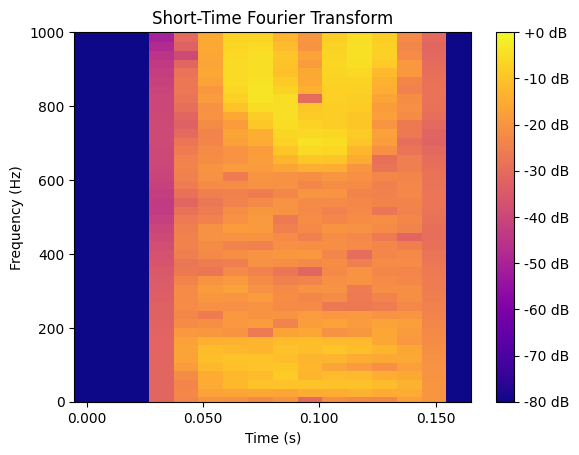 Short-Time Fourier Transform
1000
800
600
400
200
0
Frequency (Hz)
0.000
0.050
0.100
0.150
Time (s)
+0 dB
-10 dB
-20 dB
-30 dB
-40 dB
-50 dB
-60 dB
-70 dB
-80 dB